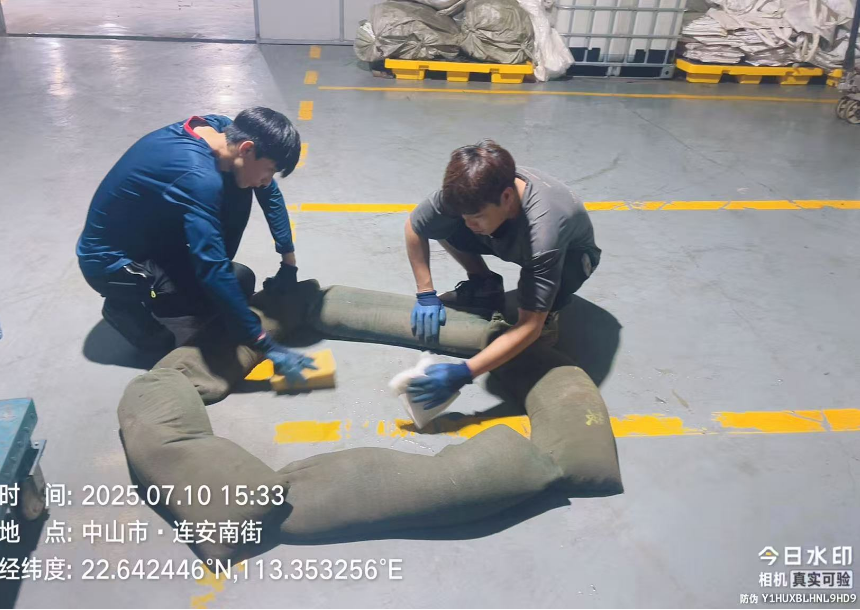 时 间: 2025.07.10 15:33
地 点: 中山市·连安南街
经纬度: 22.642446°N,113.353256°E
今日水印
相机 真实可验
防伪 Y1HUXBLHNL9HD9